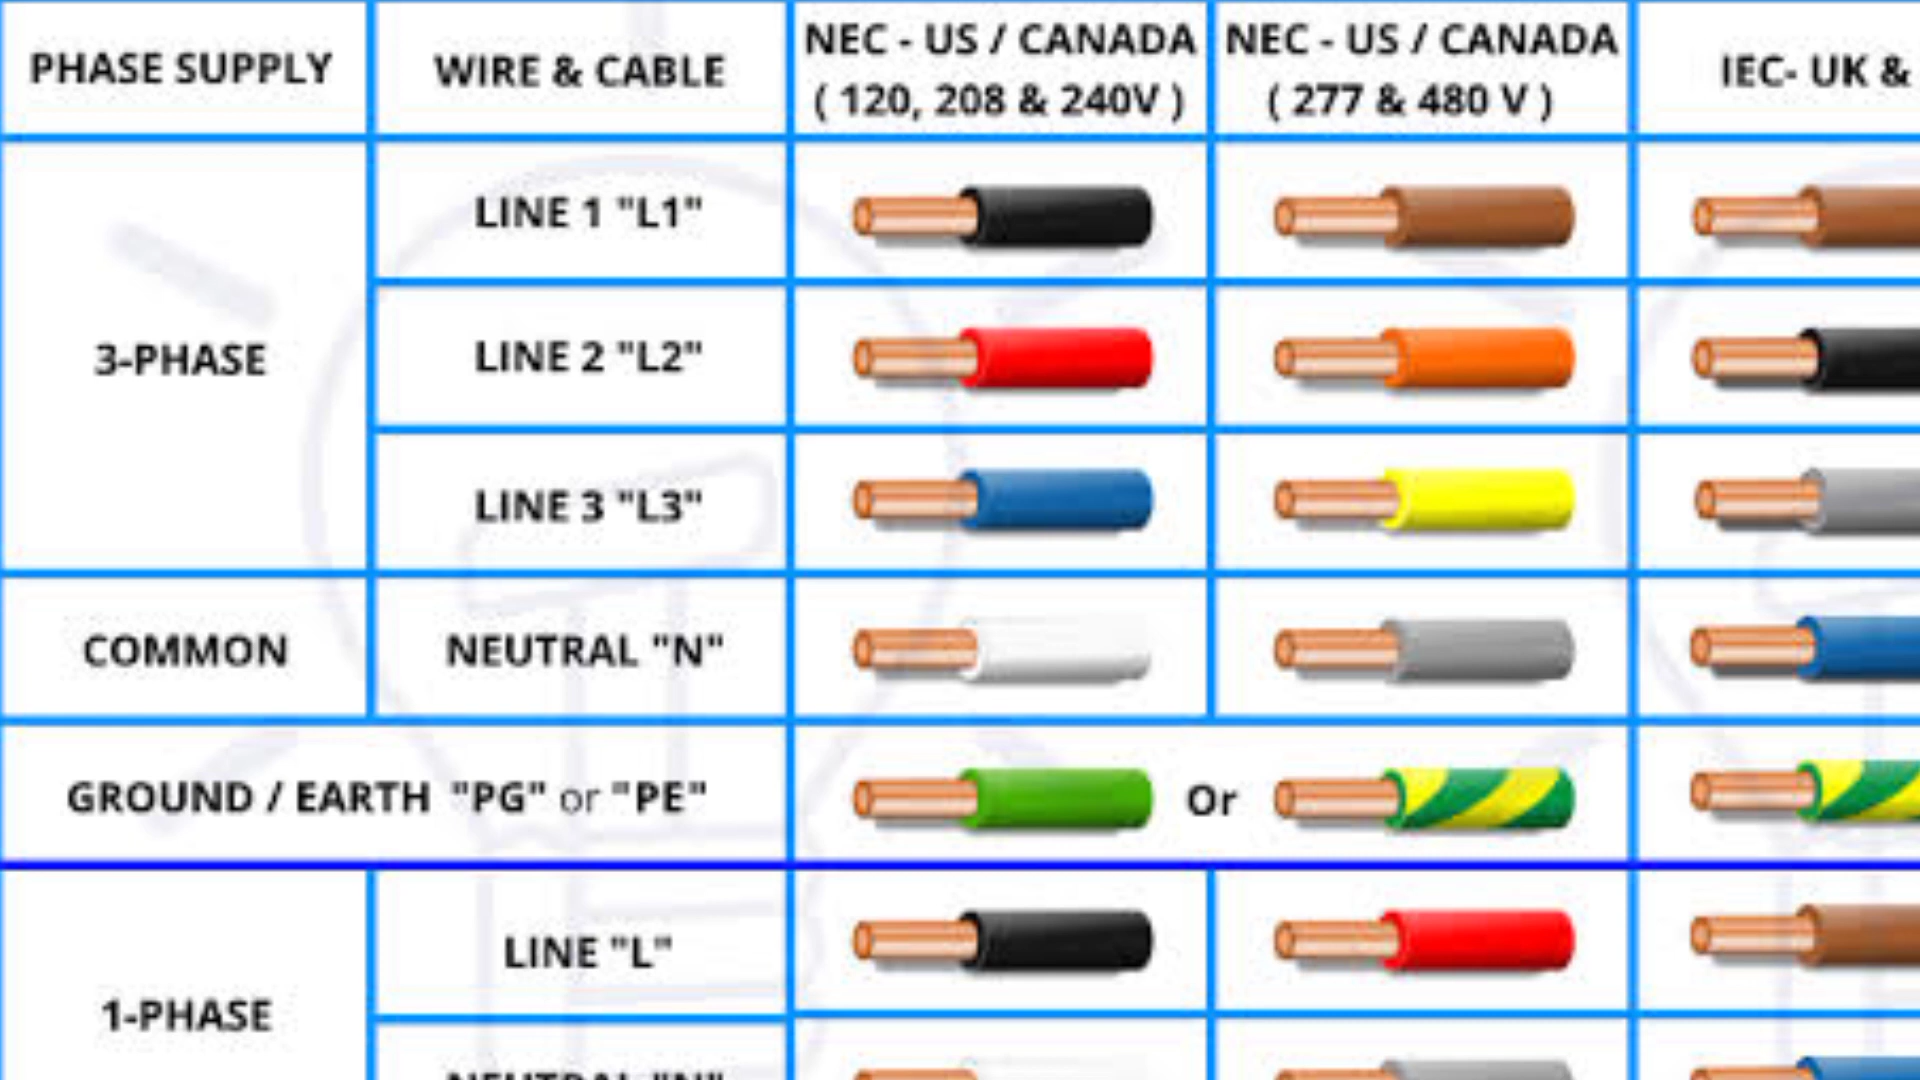 PHASE SUPPLY
WIRE & CABLE
NEC - US / CANADA
( 120, 208 & 240V )
NEC - US / CANADA
( 277 & 480 V )
IEC- UK &
3-PHASE
LINE 1 "L1"
LINE 2 "L2"
LINE 3 "L3"
COMMON
NEUTRAL "N"
GROUND / EARTH "PG" or "PE"
Or
1-PHASE
LINE "L"
NEUTRAL "N"